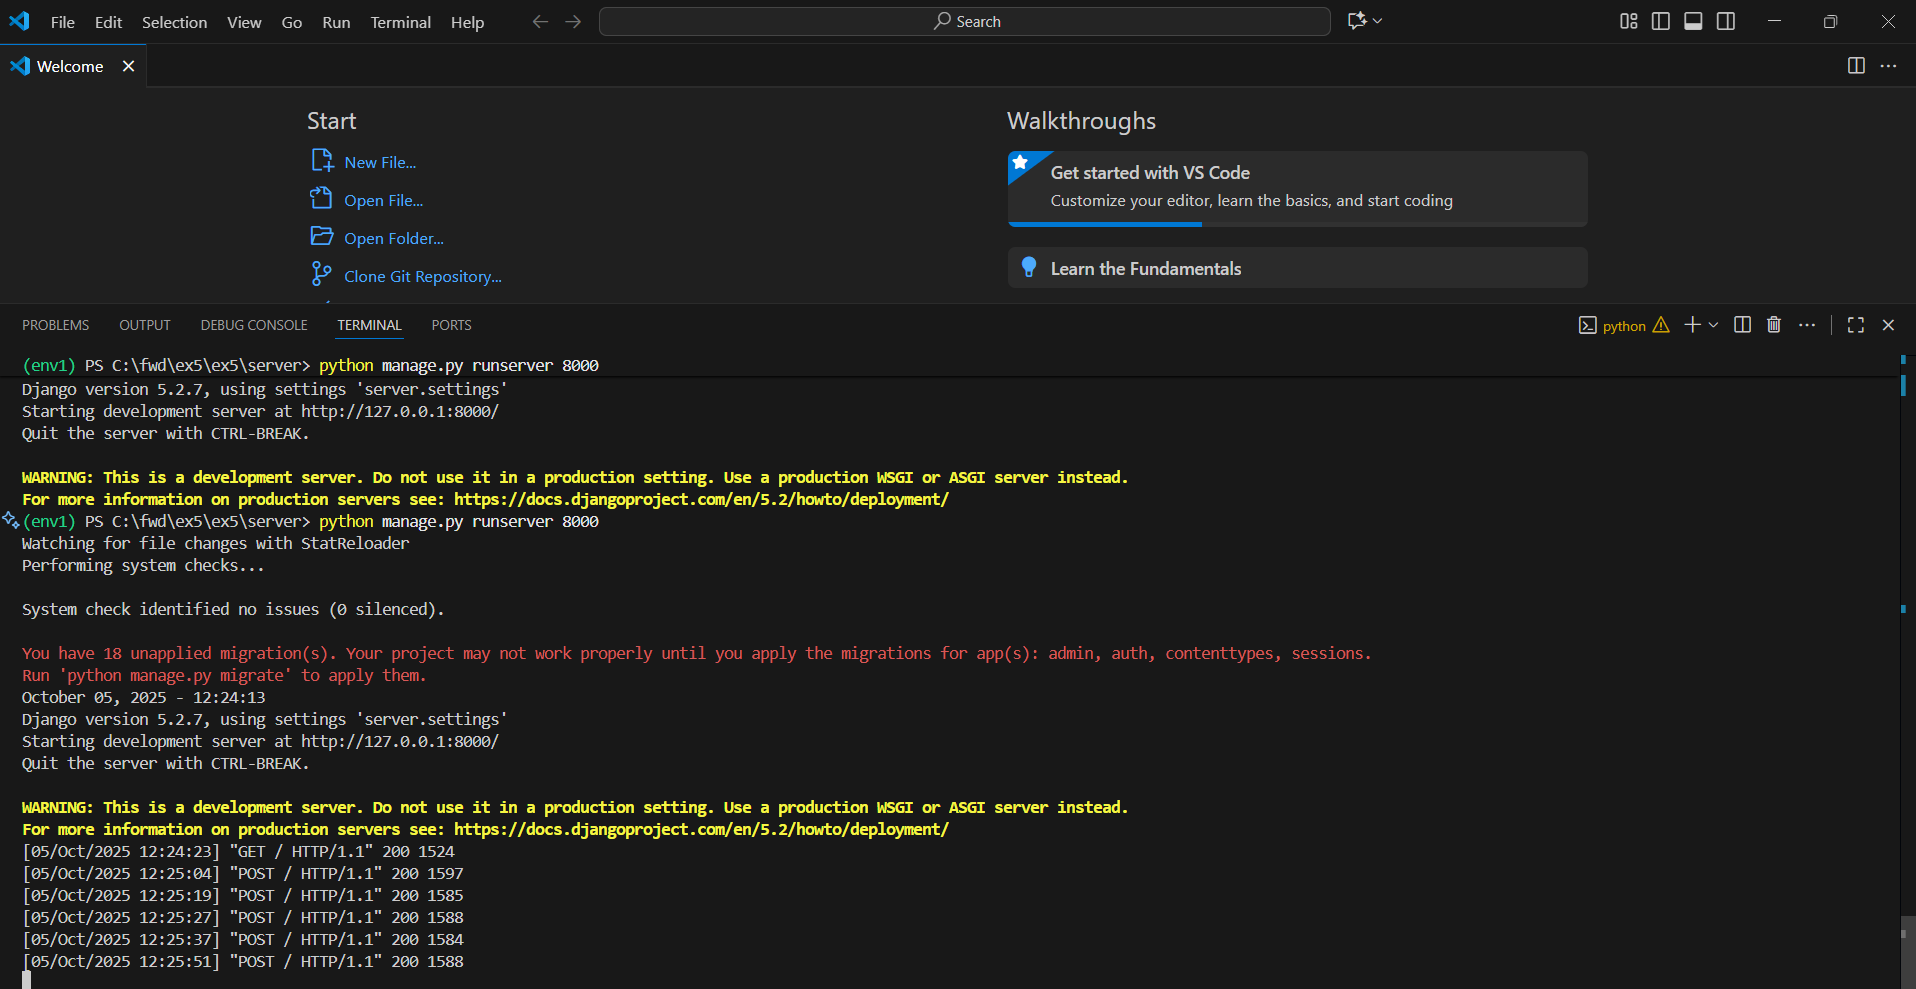 File Edit Selection View Go Run Terminal Help
Search
Welcome
Start
New File...
Open File...
Open Folder...
Clone Git Repository...
Walkthroughs
Get started with VS Code
Customize your editor, learn the basics, and start coding
Learn the Fundamentals
PROBLEMS OUTPUT DEBUG CONSOLE TERMINAL PORTS
python
(env1) PS C:\fwd\ex5\ex5\server> python manage.py runserver 8000
Django version 5.2.7, using settings 'server.settings'
Starting development server at http://127.0.0.1:8000/
Quit the server with CTRL-BREAK.
WARNING: This is a development server. Do not use it in a production setting. Use a production WSGI or ASGI server instead.
For more information on production servers see: https://docs.djangoproject.com/en/5.2/howto/deployment/
(env1) PS C:\fwd\ex5\ex5\server> python manage.py runserver 8000
Watching for file changes with StatReloader
Performing system checks...
System check identified no issues (0 silenced).
You have 18 unapplied migration(s). Your project may not work properly until you apply the migrations for app(s): admin, auth, contenttypes, sessions.
Run 'python manage.py migrate' to apply them.
October 05, 2025 - 12:24:13
Django version 5.2.7, using settings 'server.settings'
Starting development server at http://127.0.0.1:8000/
Quit the server with CTRL-BREAK.
WARNING: This is a development server. Do not use it in a production setting. Use a production WSGI or ASGI server instead.
For more information on production servers see: https://docs.djangoproject.com/en/5.2/howto/deployment/
[05/Oct/2025 12:24:23] "GET / HTTP/1.1" 200 1524
[05/Oct/2025 12:25:04] "POST / HTTP/1.1" 200 1597
[05/Oct/2025 12:25:19] "POST / HTTP/1.1" 200 1585
[05/Oct/2025 12:25:27] "POST / HTTP/1.1" 200 1588
[05/Oct/2025 12:25:37] "POST / HTTP/1.1" 200 1584
[05/Oct/2025 12:25:51] "POST / HTTP/1.1" 200 1588